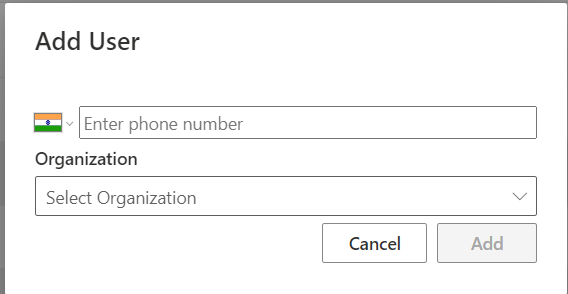 Add User
Enter phone number
Organization
Select Organization
Cancel Add